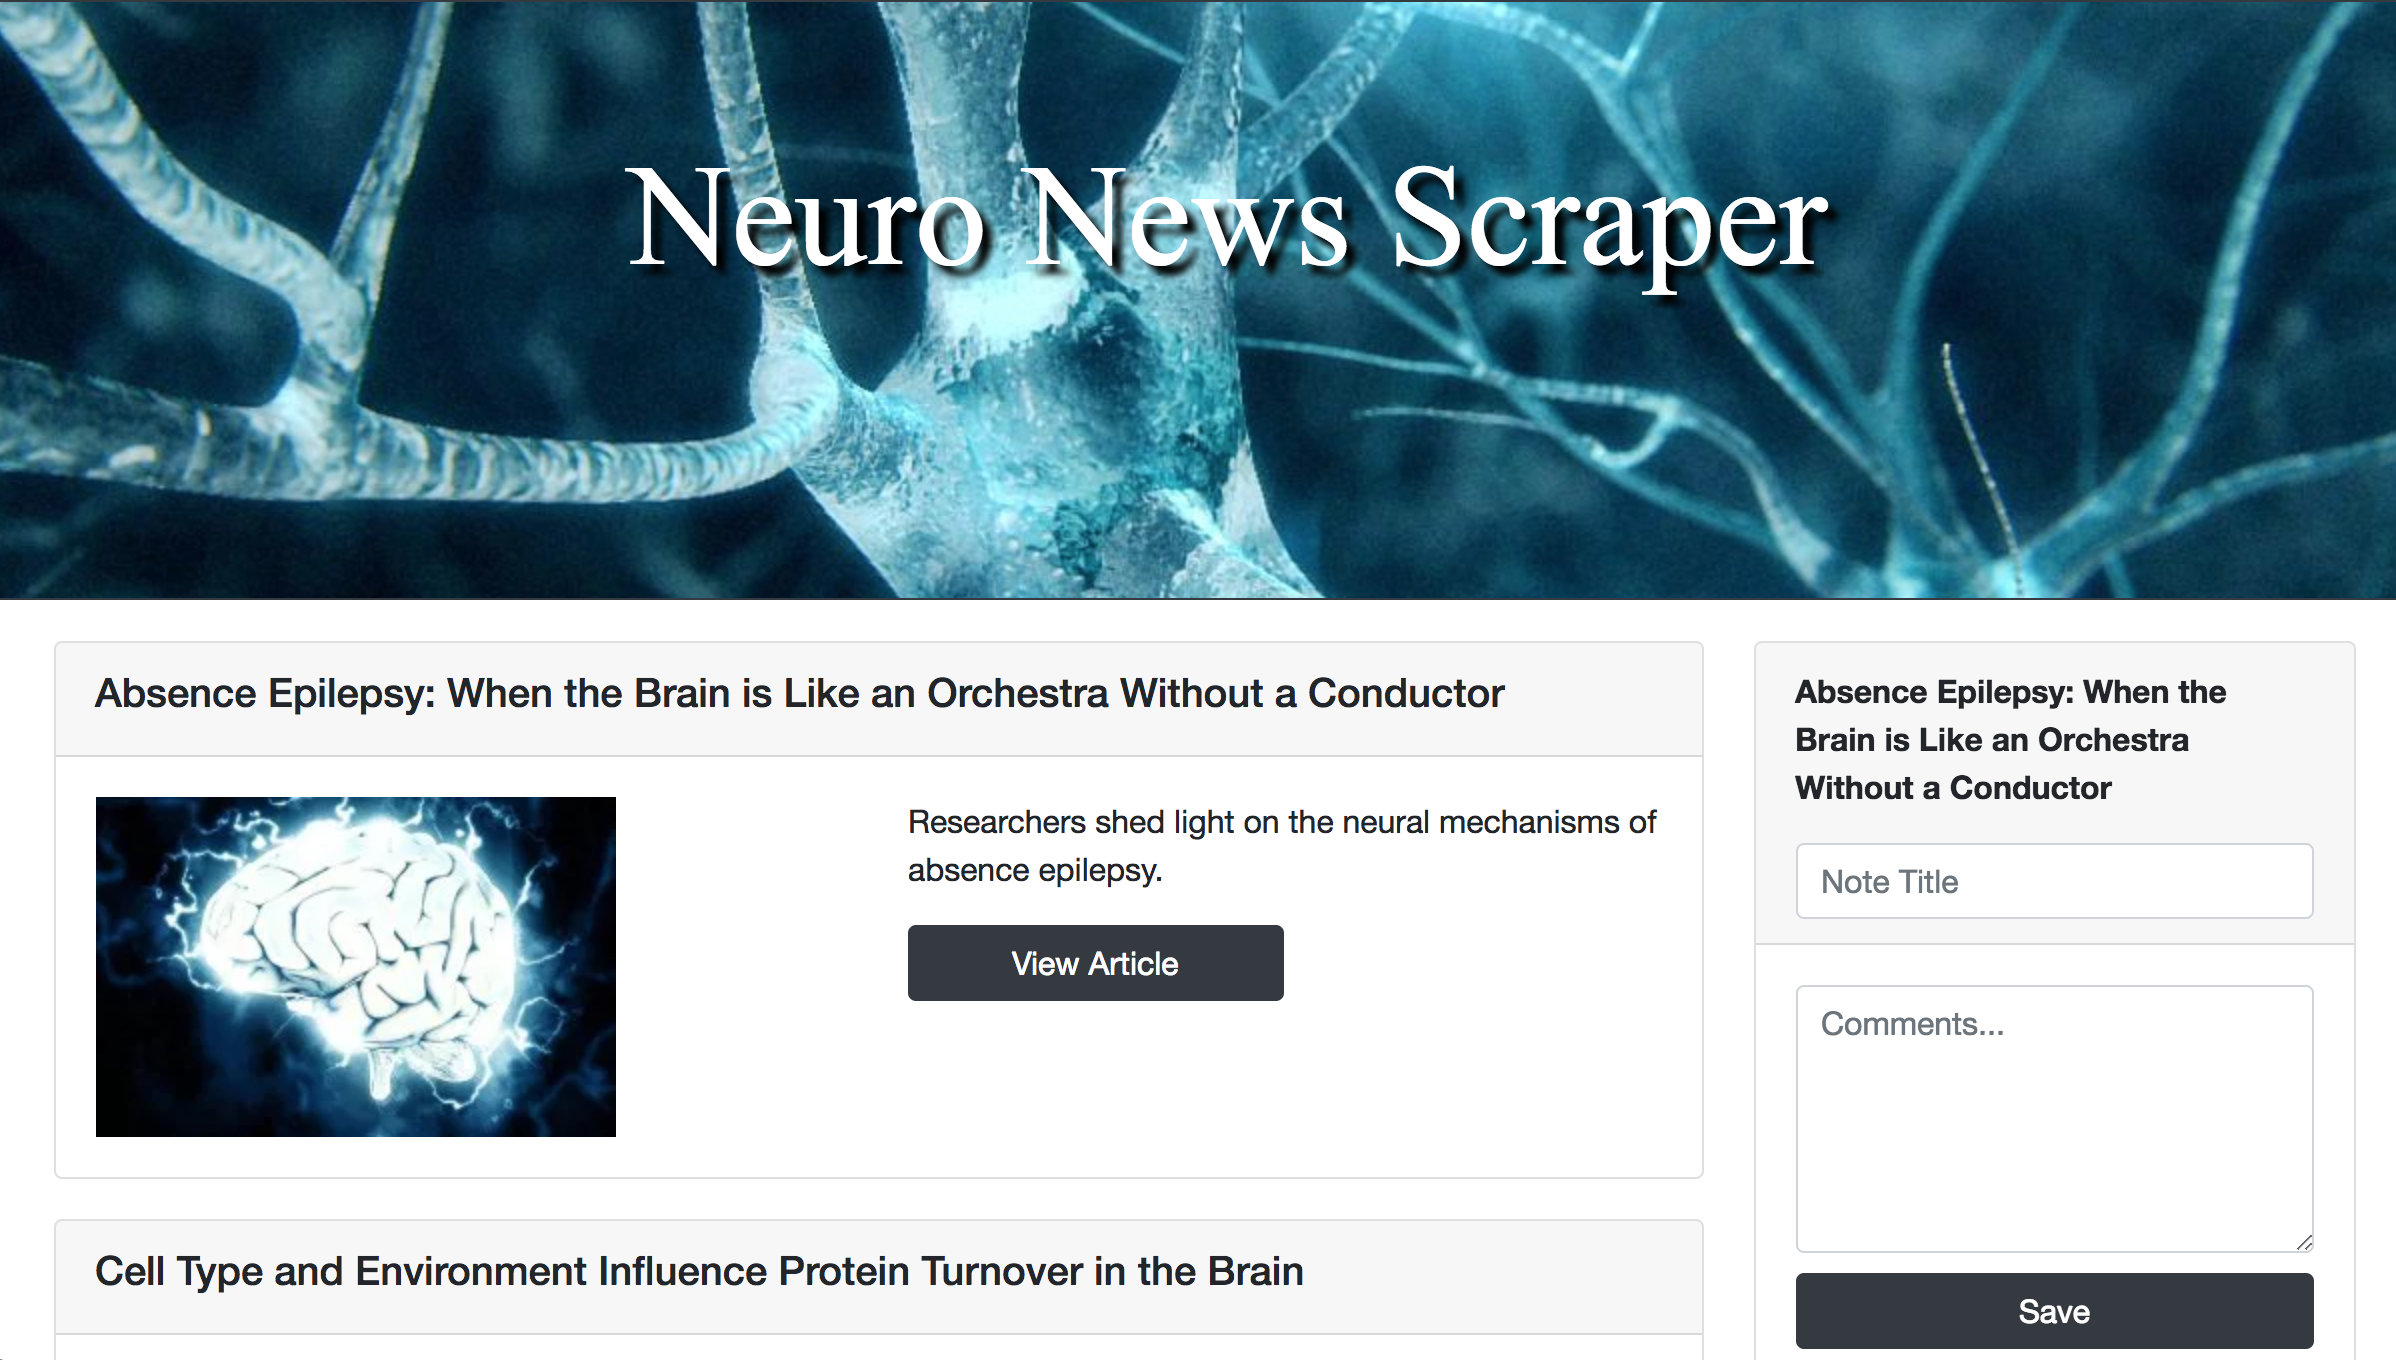 Neuro News Scraper
Absence Epilepsy: When the Brain is Like an Orchestra Without a Conductor
Researchers shed light on the neural mechanisms of
absence epilepsy.
View Article
Cell Type and Environment Influence Protein Turnover in the Brain
Absence Epilepsy: When the
Brain is Like an Orchestra
Without a Conductor
Note Title
Comments...
Save